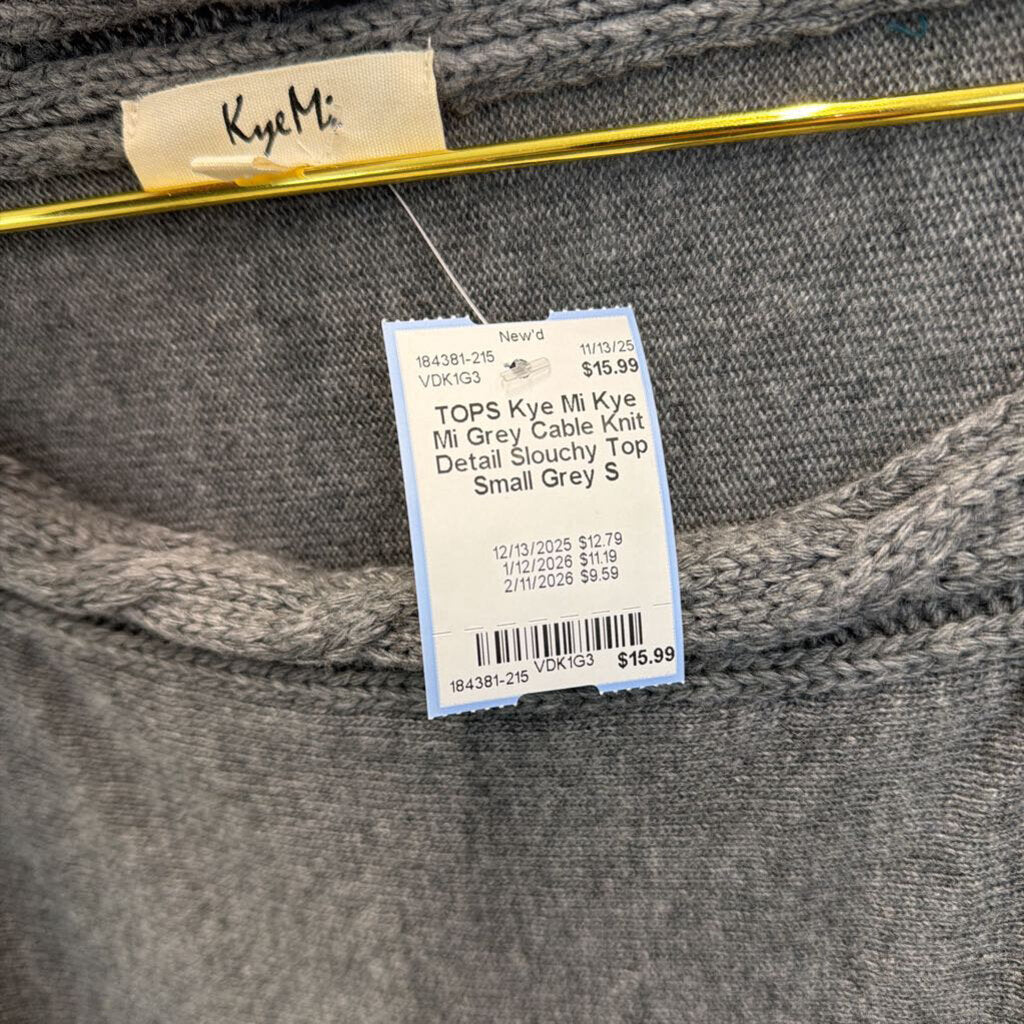 KyeMi
New'd
184381-215 11/13/25
VDK1G3 $15.99
TOPS Kye Mi Kye
Mi Grey Cable Knit
Detail Slouchy Top
Small Grey S
12/13/2025 $12.79
1/12/2026 $11.19
2/11/2026 $9.59
184381-215 VDK1G3 $15.99